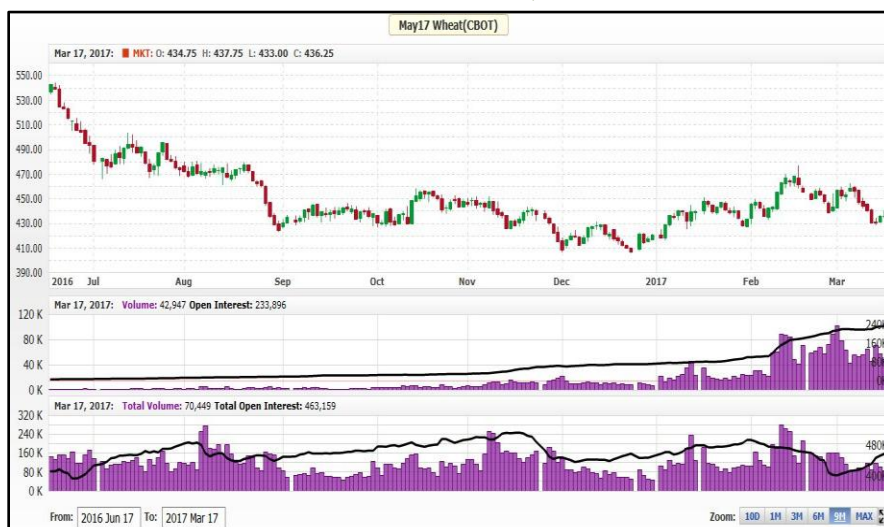 May17 Wheat(CBOT)
Mar 17, 2017: MKT: O: 434.75 H: 437.75 L: 433.00 C: 436.25
550.00
530.00
510.00
490.00
470.00
450.00
430.00
410.00
390.00
2016 Jul Aug Sep Oct Nov Dec 2017 Feb Mar
Mar 17, 2017: Volume: 42,947 Open Interest: 233,896
120 K
80 K
40 K
0 K
240K
160K
80K
0K
Mar 17, 2017: Total Volume: 70,449 Total Open Interest: 463,159
320 K
240 K
160 K
80 K
0 K
480K
400K
From: 2016 Jun 17 To: 2017 Mar 17
Zoom: 10D 1M 3M 6M 9M MAX